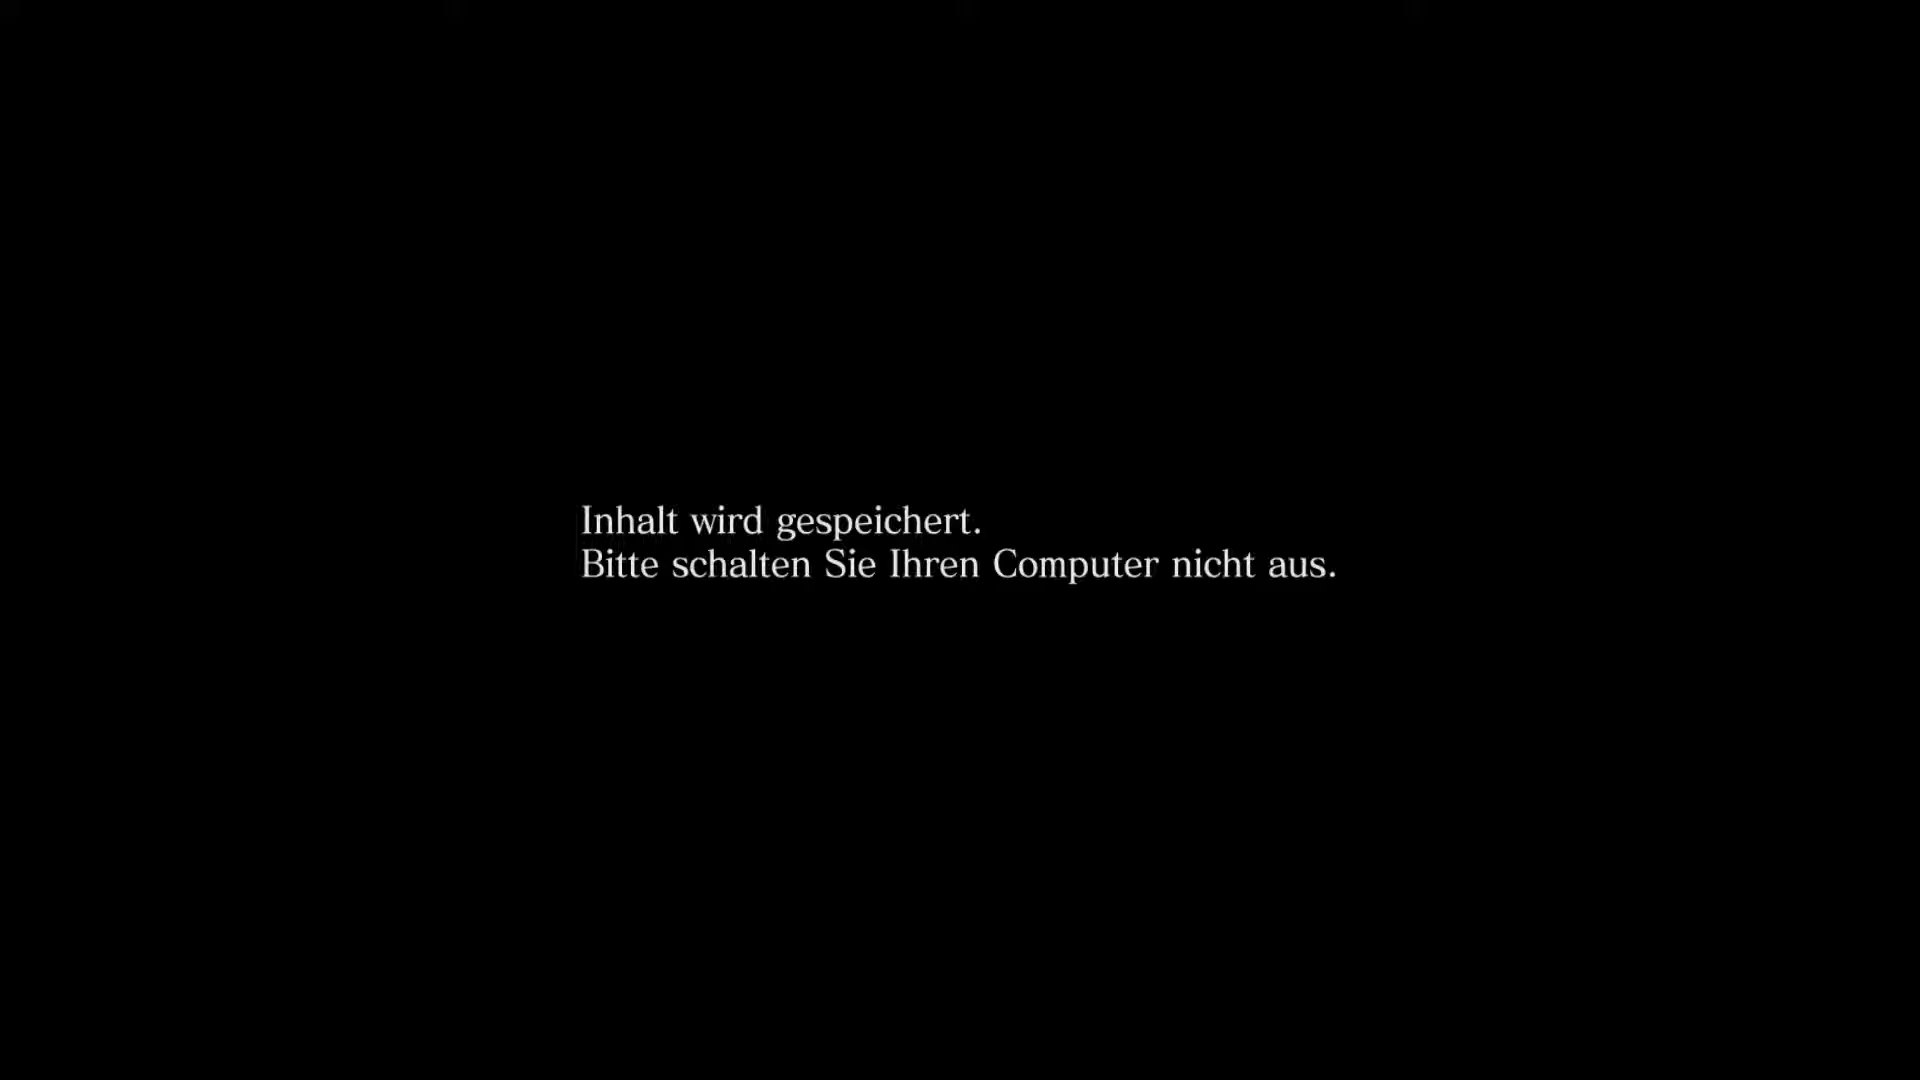 Inhalt wird gespeichert.
Bitte schalten Sie Ihren Computer nicht aus.